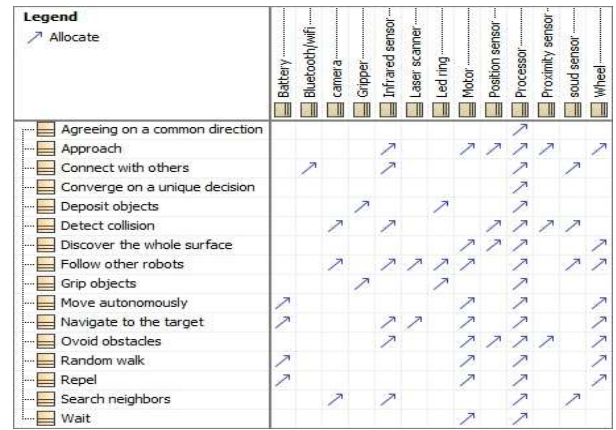 Legend
Allocate
Battery
Bluetooth/wifi
camera
Gripper
Infrared sensor
Laser scanner
Led ring
Motor
Position sensor
Processor
Proximity sensor
soud sensor
Wheel
Agreeing on a common direction
Approach
Connect with others
Converge on a unique decision
Deposit objects
Detect collision
Discover the whole surface
Follow other robots
Grip objects
Move autonomously
Navigate to the target
Ovoid obstacles
Random walk
Repel
Search neighbors
Wait